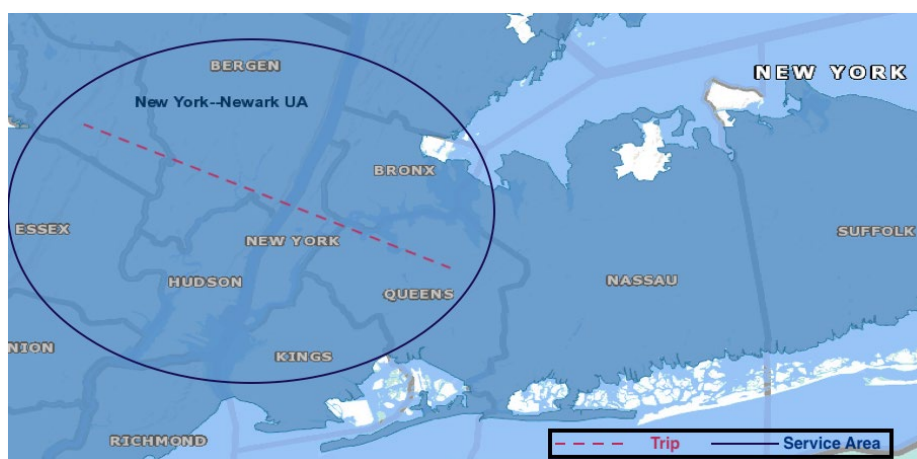 BERGEN
NEW YORK
New York--Newark UA
BRONX
ESSEX
NEW YORK
SUFFOLK
HUDSON
NASSAU
QUEENS
NION
KINGS
RICHMOND
Trip
Service Area